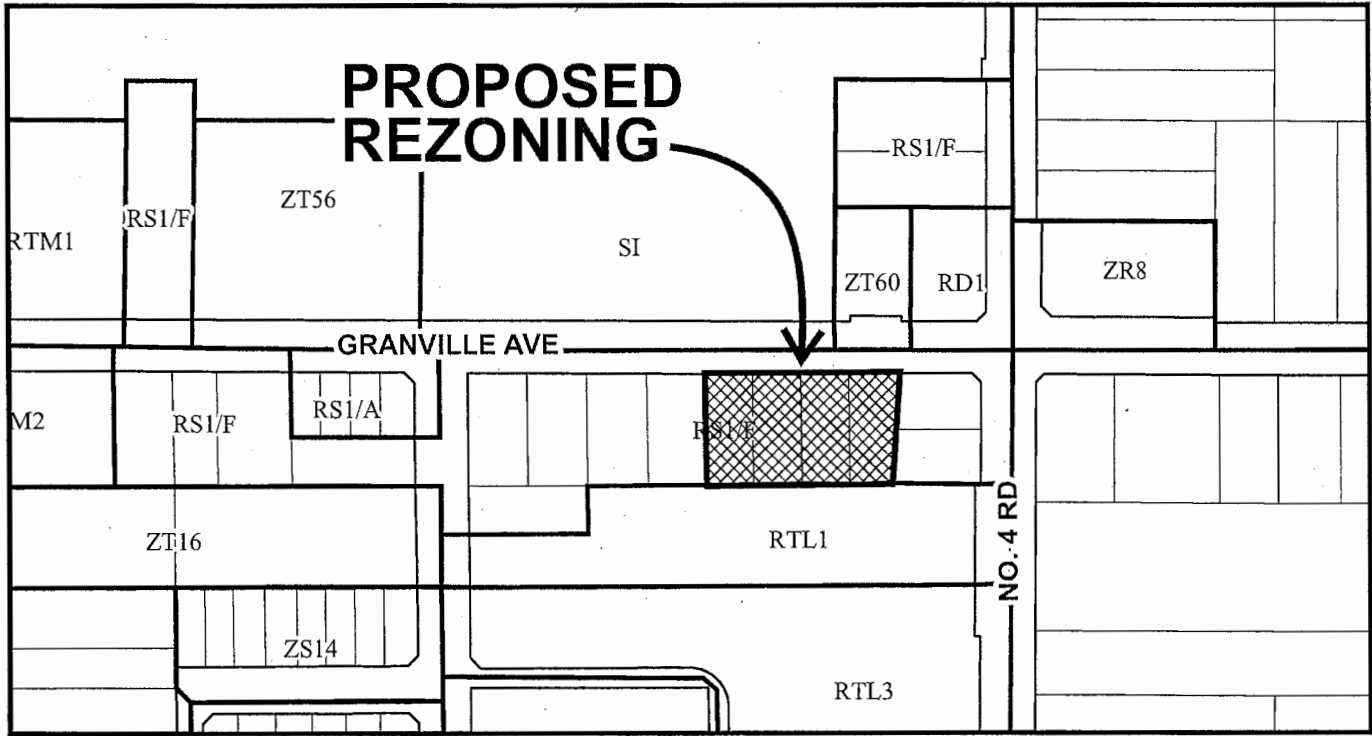 PROPOSED
REZONING
RS1/F
RS1/F
ZT56
RTM1
SI
ZT60
RD1
ZR8
GRANVILLE AVE
M2
RS1/F
RS1/A
RS1/F
NO. 4 RD
ZT16
RTL1
ZS14
RTL3